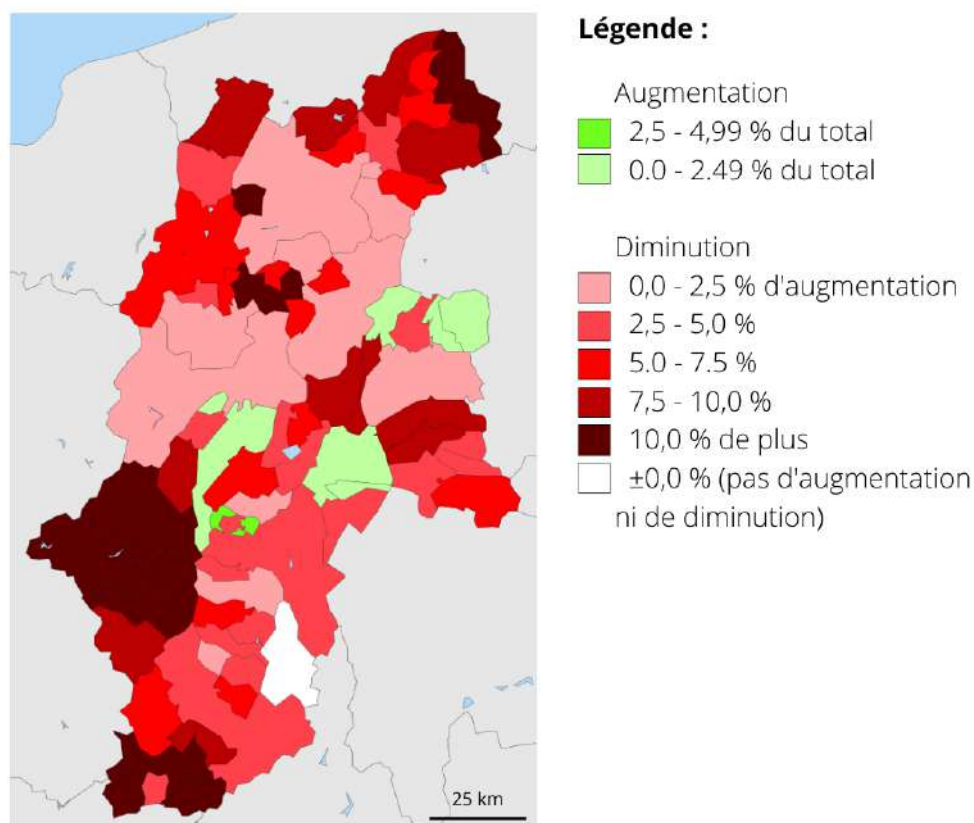 Légende :
Augmentation
2,5 - 4,99 % du total
0.0 - 2.49 % du total
Diminution
0,0 - 2,5 % d'augmentation
2,5 - 5,0 %
5.0 - 7.5 %
7,5 - 10,0 %
10,0 % de plus
±0,0 % (pas d'augmentation
ni de diminution)
25 km